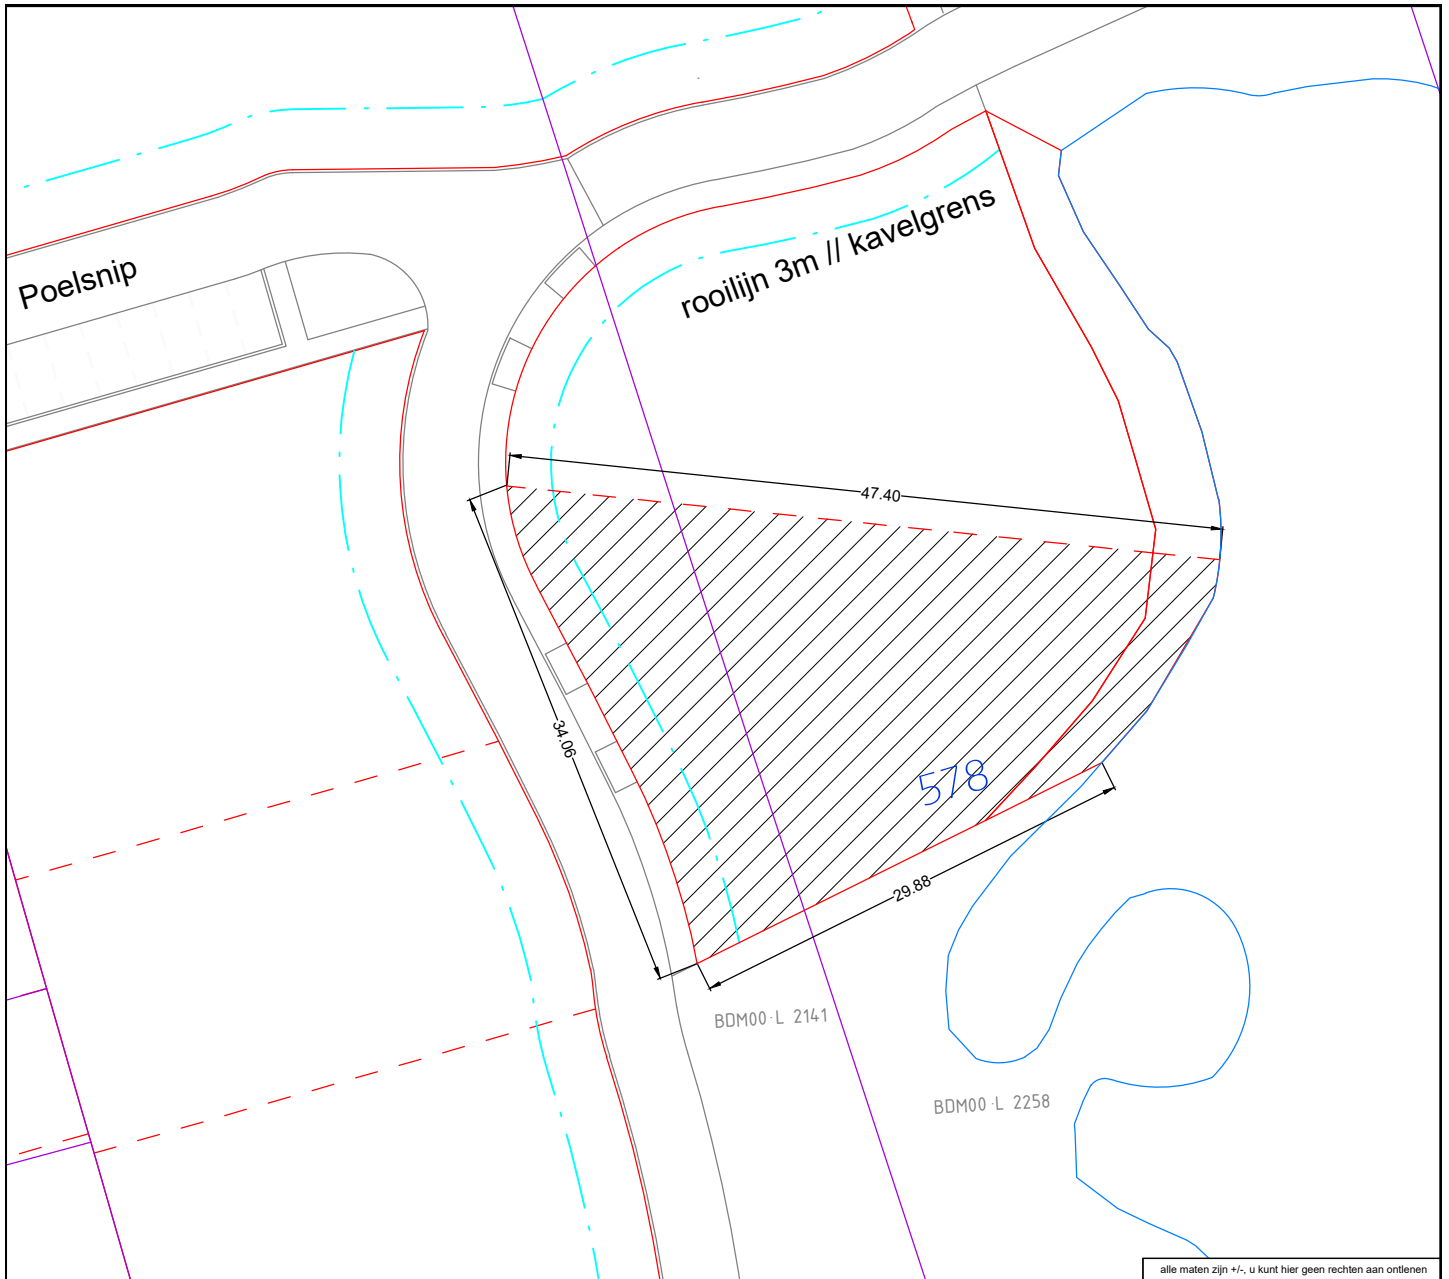 Poelsnip
rooilijn 3m // kavelgrens
47.40
34.06
578
29.88
BDM00 L 2141
BDM00 L 2258
alle maten zijn +/-, u kunt hier geen rechten aan ontlenen